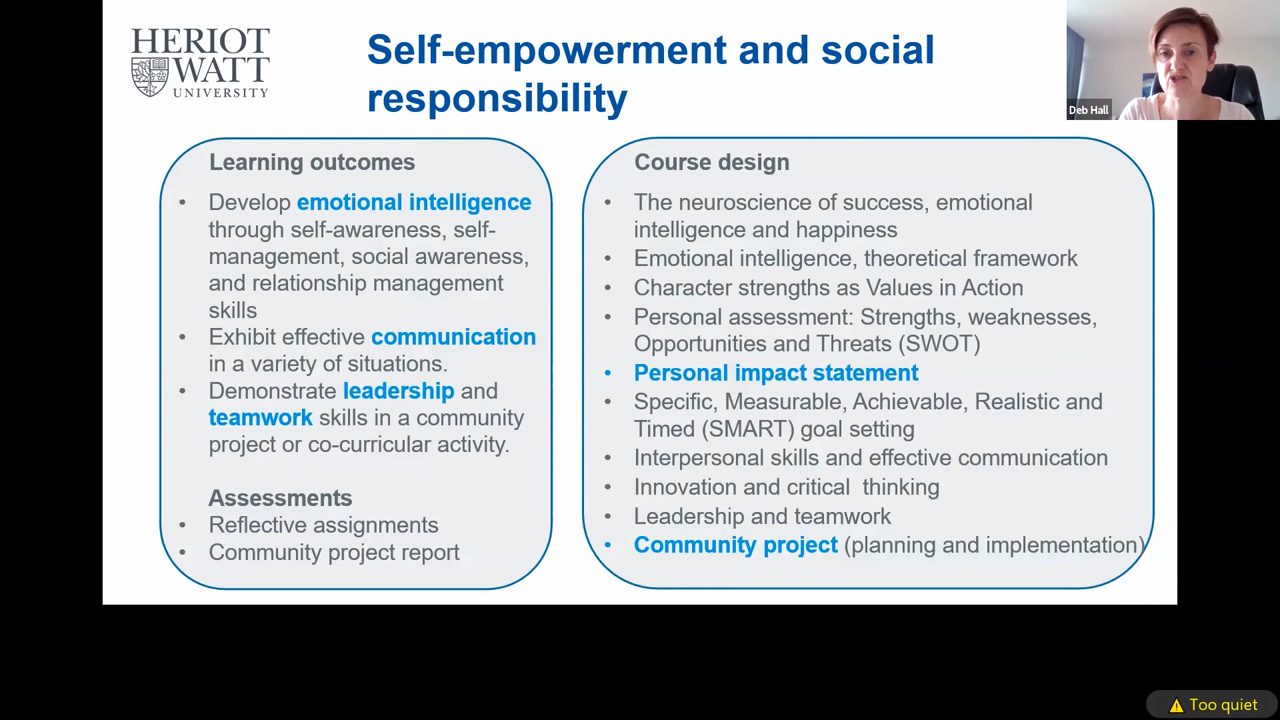 HERIOT
WATT
UNIVERSITY
Self-empowerment and social
responsibility
Deb Hall
Learning outcomes
• Develop emotional intelligence
through self-awareness, self-
management, social awareness,
and relationship management
skills
• Exhibit effective communication
in a variety of situations.
• Demonstrate leadership and
teamwork skills in a community
project or co-curricular activity.
Assessments
• Reflective assignments
• Community project report
Course design
• The neuroscience of success, emotional
intelligence and happiness
• Emotional intelligence, theoretical framework
• Character strengths as Values in Action
• Personal assessment: Strengths, weaknesses,
Opportunities and Threats (SWOT)
• Personal impact statement
• Specific, Measurable, Achievable, Realistic and
Timed (SMART) goal setting
• Interpersonal skills and effective communication
• Innovation and critical  thinking
• Leadership and teamwork
• Community project (planning and implementation)
Too quiet